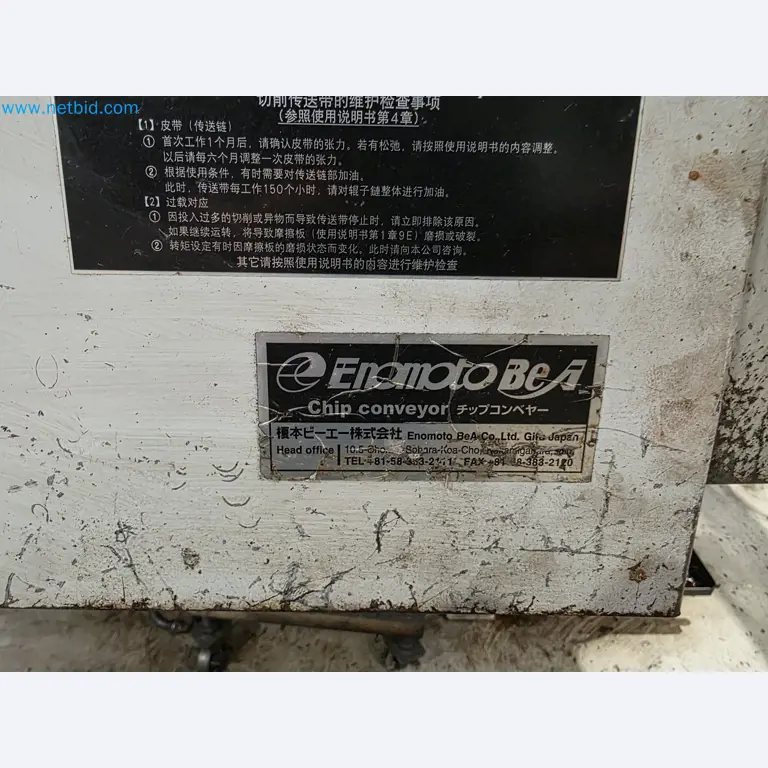 www.netbid.com
切削传送带的维护检查事项
(参照使用说明书第4章)
【1】皮带(传送链)
① 首次工作1个月后，请确认皮带的张力。若有松弛，请按照使用说明书的内容调整。
以后请每六个月调整一次皮带的张力。
② 根据使用条件，有时需要对传送链部加油。
此时，传送带每工作150个小时，请对辊子鏈整体进行加油。
【2】过载对应
① 因投入过多的切削或异物而导致传送带停止时，请立即排除该原因。
如果继续运转，将导致摩擦板(使用说明书第1章9E)磨损或破裂。
② 转矩设定有时因摩擦板的磨损状态而变化。此时请向本公司咨询。
其它请按照使用说明书的内容进行维护检查
Enomoto BeA
Chip conveyor チップコンベヤー
榎本ビーエー株式会社 Enomoto BeA Co.,Ltd. Gifu Japan
Head office
TEL +81-58-383-2111 FAX